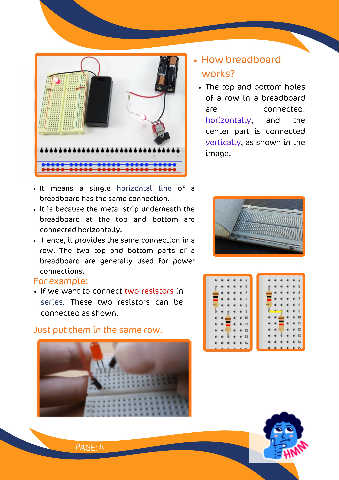 • How breadboard
works?
• The top and bottom holes
of a row in a breadboard
are connected
horizontally, and the
center part is connected
vertically, as shown in the
image.
• It means a single horizontal line of a
breadboard has the same connection.
• It is because the metal strip underneath the
breadboard at the top and bottom are
connected horizontally.
• Hence, it provides the same connection in a
row. The two top and bottom parts of a
breadboard are generally used for power
connections.
For example:
• If we want to connect two resistors in
series. These two resistors can be
connected as shown.
Just put them in the same row.
HMM